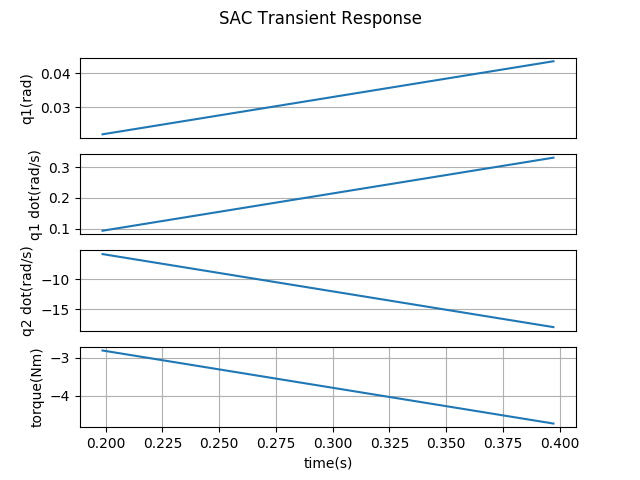 SAC Transient Response
q1(rad)
0.04
0.03
q1 dot(rad/s)
0.3
0.2
0.1
q2 dot(rad/s)
−10
−15
torque(Nm)
−3
−4
0.200 0.225 0.250 0.275 0.300 0.325 0.350 0.375 0.400
time(s)